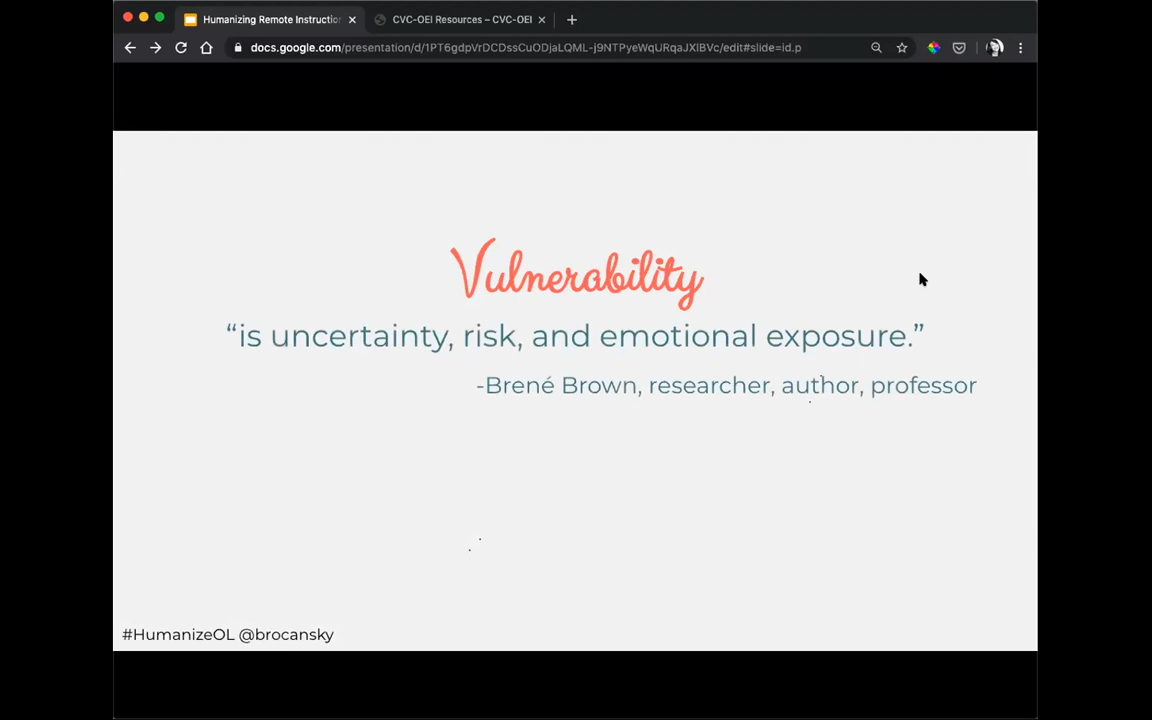 Humanizing Remote Instruction
CVC-OEI Resources – CVC-OEI
docs.google.com/presentation/d/1PT6gdpVrDCDssCuODjaLQML-j9NTPyeWqURqaJXlBVc/edit#slide=id.p
Vulnerability
“is uncertainty, risk, and emotional exposure.”
-Brené Brown, researcher, author, professor
#HumanizeOL @brocansky